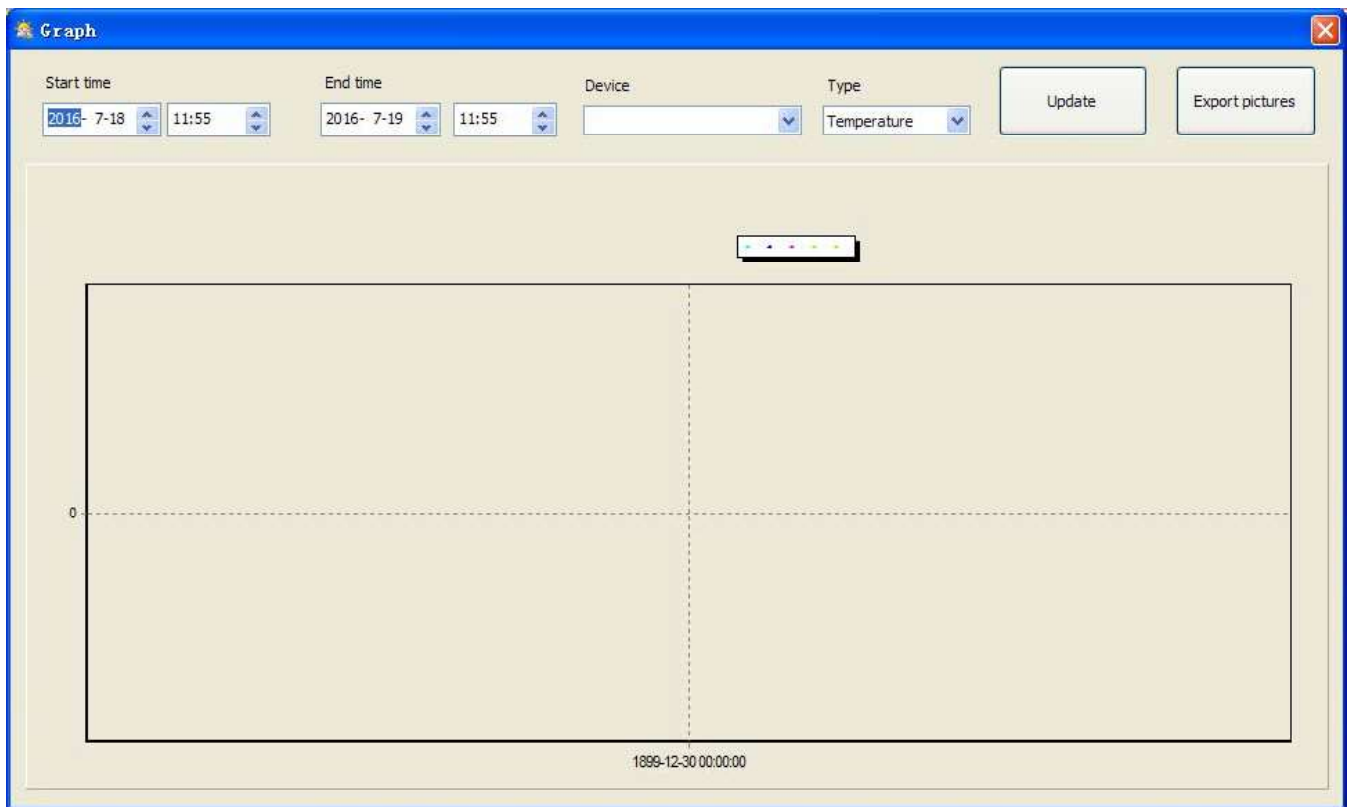 Graph
Start time
End time
Device
Type
2016- 7-18
11:55
2016- 7-19
11:55
Temperature
Update
Export pictures
0
1899-12-30 00:00:00